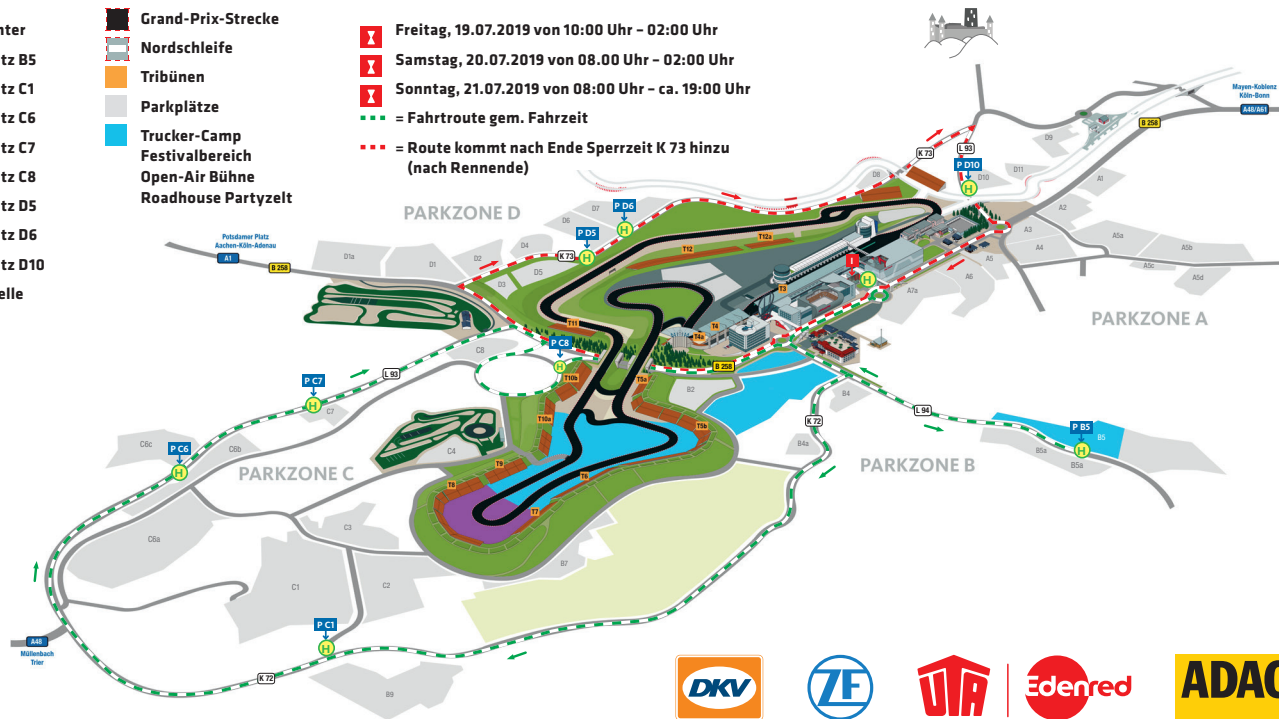 nter
tz B5
tz C1
tz C6
tz C7
tz C8
tz D5
tz D6
tz D10
elle
Grand-Prix-Strecke
Nordschleife
Tribünen
Parkplätze
Trucker-Camp
Festivalbereich
Open-Air Bühne
Roadhouse Partyzelt
Freitag, 19.07.2019 von 10:00 Uhr – 02:00 Uhr
Samstag, 20.07.2019 von 08.00 Uhr – 02:00 Uhr
Sonntag, 21.07.2019 von 08:00 Uhr – ca. 19:00 Uhr
= Fahrtroute gem. Fahrzeit
= Route kommt nach Ende Sperrzeit K 73 hinzu
(nach Rennende)
Mayen-Koblenz
Köln-Bonn
A48/A61
B 258
D9
K 73
L 93
P D10
H
D10
D11
D8
A1
A2
A3
A4
A5
A5a
A5b
A5c
A5d
A6
A7a
PARKZONE A
PARKZONE D
P D6
H
D7
D6
P D5
H
K 73
D5
D4
D3
D2
D1
D1a
Potsdamer Platz
Aachen-Köln-Adenau
A1
B 258
T12
T12a
T3
T4
T4a
T11
I
H
B 258
P C8
H
C8
T10b
T10a
T5a
T5b
B2
L 93
P C7
H
C7
P C6
H
C6c
C6b
PARKZONE C
C4
T9
T8
T6
T7
K 72
B4
B4a
L 94
P B5
H
B5
B5a
B5a
PARKZONE B
C6a
C3
C1
C2
B7
P C1
H
A48
Müllenbach
Trier
K 72
B9
DKV
ZF
UTA
Edenred
ADAC